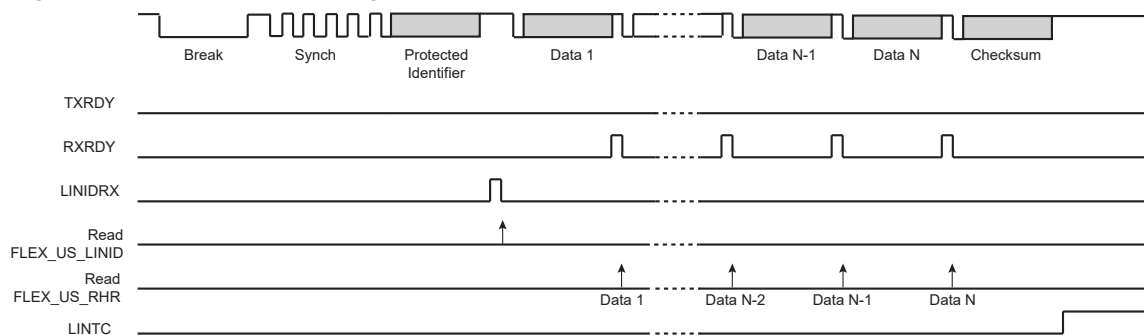 Break
Synch
Protected
Identifier
Data 1
Data N-1
Data N
Checksum
TXRDY
RXRDY
LINIDRX
Read
FLEX_US_LINID
Read
FLEX_US_RHR
Data 1
Data N-2
Data N-1
Data N
LINTC